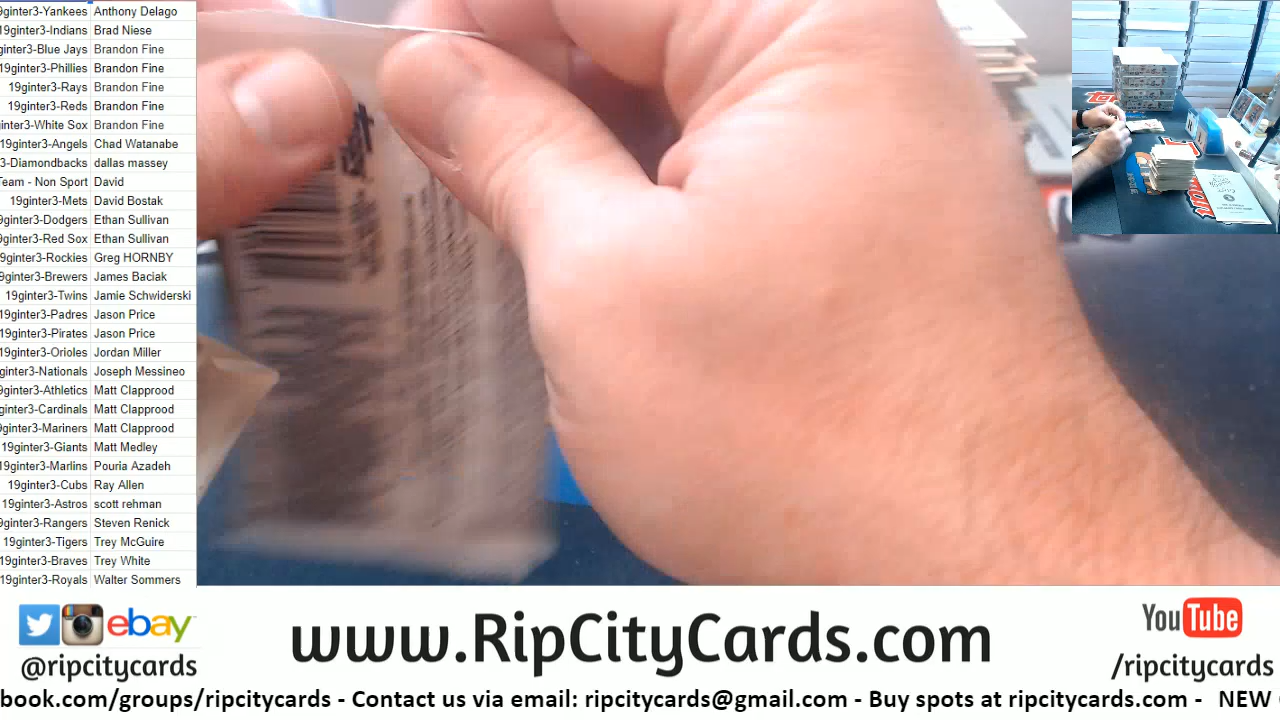 9ginter3-Yankees Anthony Delago
19ginter3-Indians Brad Niese
ginter3-Blue Jays Brandon Fine
19ginter3-Phillies Brandon Fine
19ginter3-Rays Brandon Fine
19ginter3-Reds Brandon Fine
inter3-White Sox Brandon Fine
19ginter3-Angels Chad Watanabe
3-Diamondbacks dallas massey
Team - Non Sport David
19ginter3-Mets David Bostak
9ginter3-Dodgers Ethan Sullivan
9ginter3-Red Sox Ethan Sullivan
9ginter3-Rockies Greg HORNBY
9ginter3-Brewers James Baciak
19ginter3-Twins Jamie Schwiderski
19ginter3-Padres Jason Price
19ginter3-Pirates Jason Price
19ginter3-Orioles Jordan Miller
ginter3-Nationals Joseph Messineo
9ginter3-Athletics Matt Clapprood
ginter3-Cardinals Matt Clapprood
ginter3-Mariners Matt Clapprood
19ginter3-Giants Matt Medley
19ginter3-Marlins Pouria Azadeh
19ginter3-Cubs Ray Allen
19ginter3-Astros scott rehman
9ginter3-Rangers Steven Renick
19ginter3-Tigers Trey McGuire
19ginter3-Braves Trey White
19ginter3-Royals Walter Sommers
ebay
@ripcitycards
www.RipCityCards.com
YouTube
/ripcitycards
book.com/groups/ripcitycards - Contact us via email: ripcitycards@gmail.com - Buy spots at ripcitycards.com - NEW